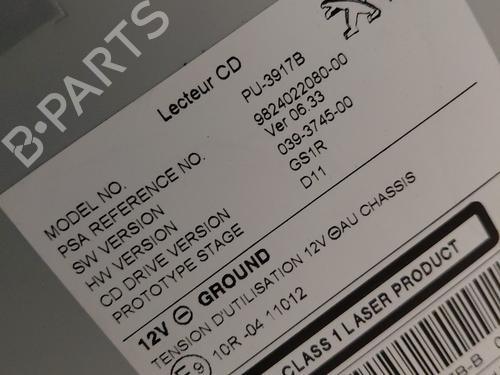 B-PARTS
Lecteur CD
MODEL NO. PU-3917B
PSA REFERENCE NO. 9824022080-00
SW VERSION Ver 06.33
HW VERSION 039-3745-00
CD DRIVE VERSION GS1R
PROTOTYPE STAGE D11
12V ⊖ GROUND
TENSION D'UTILISATION 12V ⊖AU CHASSIS
E9 10R -04 11012
CLASS 1 LASER PRODUCT